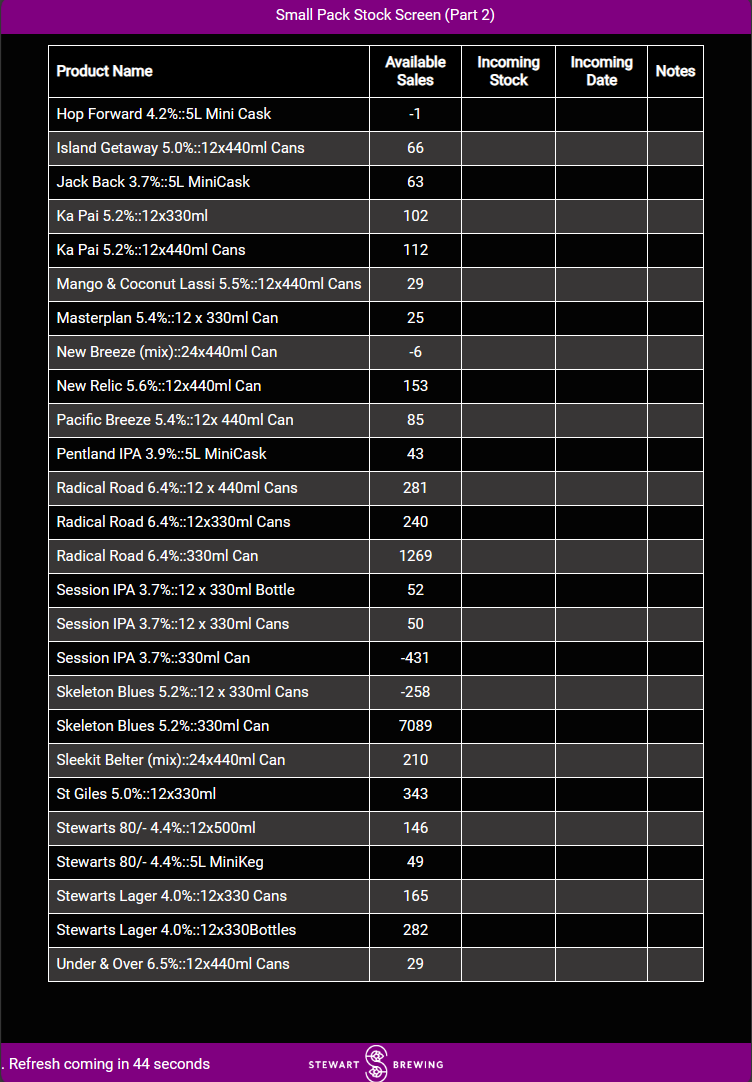 Small Pack Stock Screen (Part 2)
Product Name Available Sales Incoming Stock Incoming Date Notes
Hop Forward 4.2%::5L Mini Cask -1
Island Getaway 5.0%::12x440ml Cans 66
Jack Back 3.7%::5L MiniCask 63
Ka Pai 5.2%::12x330ml 102
Ka Pai 5.2%::12x440ml Cans 112
Mango & Coconut Lassi 5.5%::12x440ml Cans 29
Masterplan 5.4%::12 x 330ml Can 25
New Breeze (mix)::24x440ml Can -6
New Relic 5.6%::12x440ml Can 153
Pacific Breeze 5.4%::12x 440ml Can 85
Pentland IPA 3.9%::5L MiniCask 43
Radical Road 6.4%::12 x 440ml Cans 281
Radical Road 6.4%::12x330ml Cans 240
Radical Road 6.4%::330ml Can 1269
Session IPA 3.7%::12 x 330ml Bottle 52
Session IPA 3.7%::12 x 330ml Cans 50
Session IPA 3.7%::330ml Can -431
Skeleton Blues 5.2%::12 x 330ml Cans -258
Skeleton Blues 5.2%::330ml Can 7089
Sleekit Belter (mix)::24x440ml Can 210
St Giles 5.0%::12x330ml 343
Stewarts 80/- 4.4%::12x500ml 146
Stewarts 80/- 4.4%::5L MiniKeg 49
Stewarts Lager 4.0%::12x330 Cans 165
Stewarts Lager 4.0%::12x330Bottles 282
Under & Over 6.5%::12x440ml Cans 29
. Refresh coming in 44 seconds STEWART BREWING